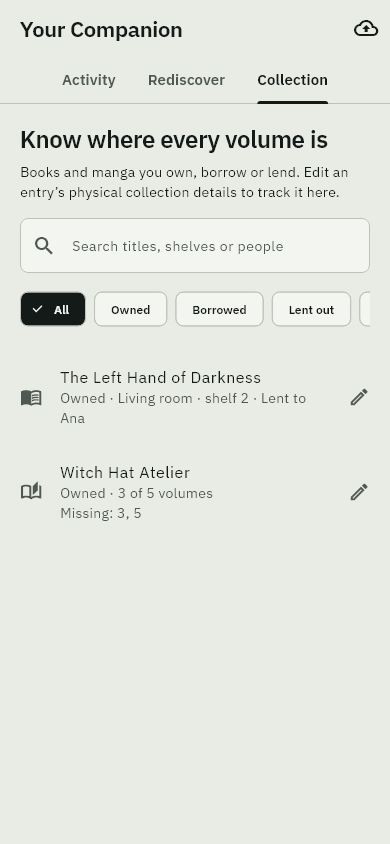 Your Companion
Activity
Rediscover
Collection
Know where every volume is
Books and manga you own, borrow or lend. Edit an
entry's physical collection details to track it here.
Search titles, shelves or people
All
Owned
Borrowed
Lent out
The Left Hand of Darkness
Owned · Living room · shelf 2 · Lent to
Ana
Witch Hat Atelier
Owned · 3 of 5 volumes
Missing: 3, 5